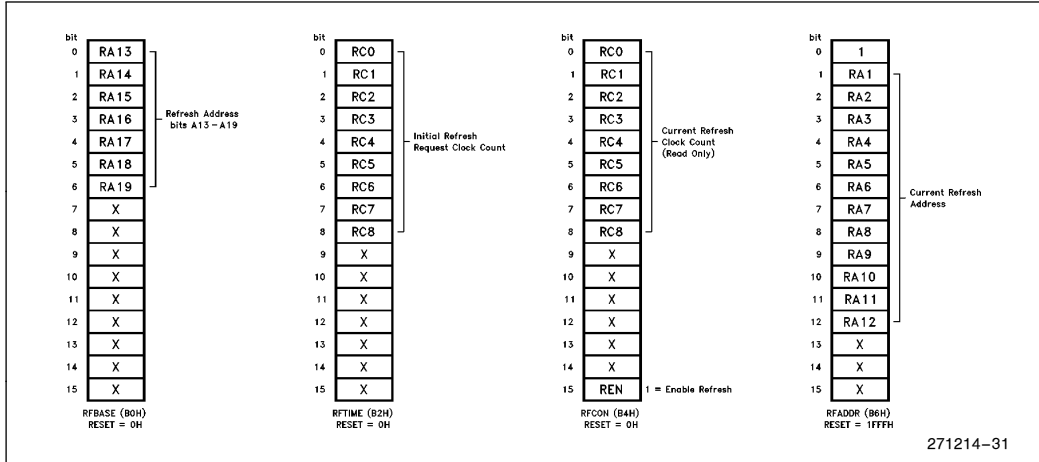 bit
0 RA13
1 RA14
2 RA15
3 RA16
4 RA17
5 RA18
6 RA19
7 X
8 X
9 X
10 X
11 X
12 X
13 X
14 X
15 X
Refresh Address
bits A13–A19
RFBASE (B0H)
RESET = 0H
bit
0 RC0
1 RC1
2 RC2
3 RC3
4 RC4
5 RC5
6 RC6
7 RC7
8 RC8
9 X
10 X
11 X
12 X
13 X
14 X
15 X
Initial Refresh
Request Clock Count
RFTIME (B2H)
RESET = 0H
bit
0 RC0
1 RC1
2 RC2
3 RC3
4 RC4
5 RC5
6 RC6
7 RC7
8 RC8
9 X
10 X
11 X
12 X
13 X
14 X
15 REN 1 = Enable Refresh
Current Refresh
Clock Count
(Read Only)
RFCON (B4H)
RESET = 0H
bit
0 1
1 RA1
2 RA2
3 RA3
4 RA4
5 RA5
6 RA6
7 RA7
8 RA8
9 RA9
10 RA10
11 RA11
12 RA12
13 X
14 X
15 X
Current Refresh
Address
RFADDR (B6H)
RESET = 1FFFH
271214–31